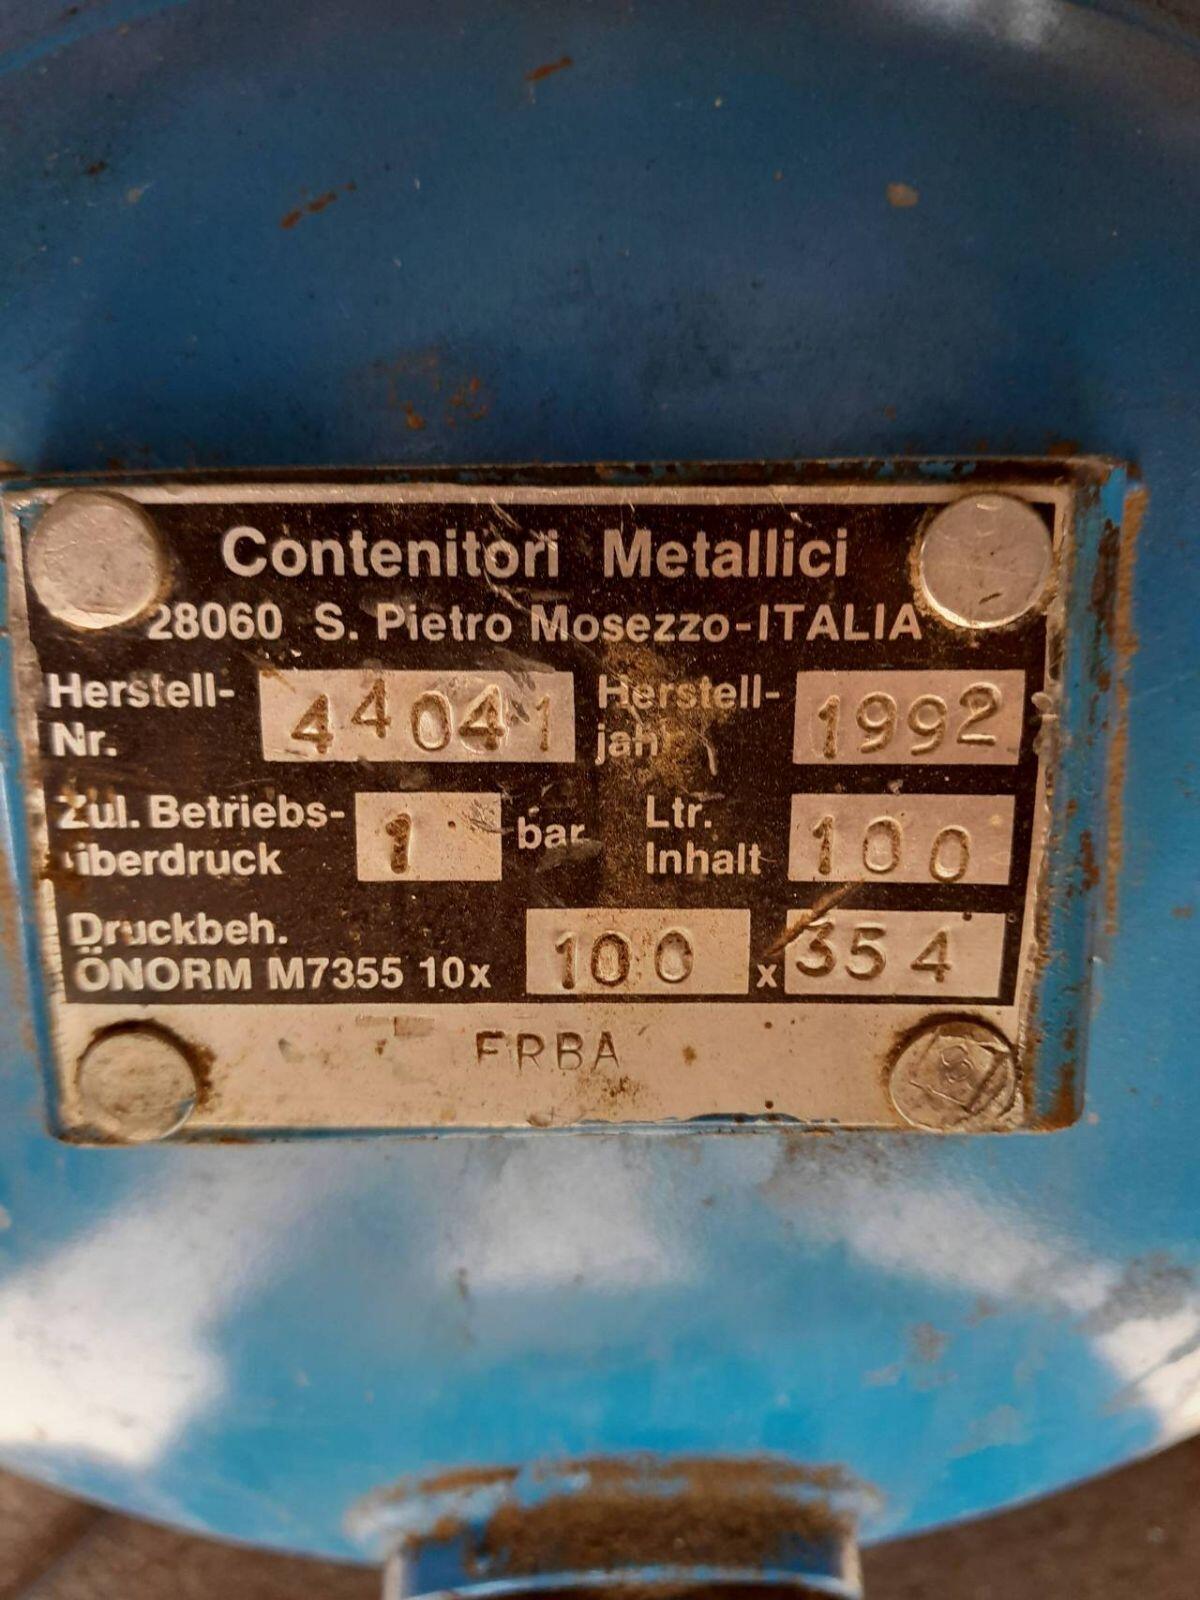 Contenitori Metallici
28060 S. Pietro Mosezzo-ITALIA
Herstell-Nr. 44041 Herstell-jahr 1992
Zul. Betriebs-überdruck 1 bar Ltr. Inhalt 100
Druckbeh.
ÖNORM M7355 10x 100 x 354
ERBA